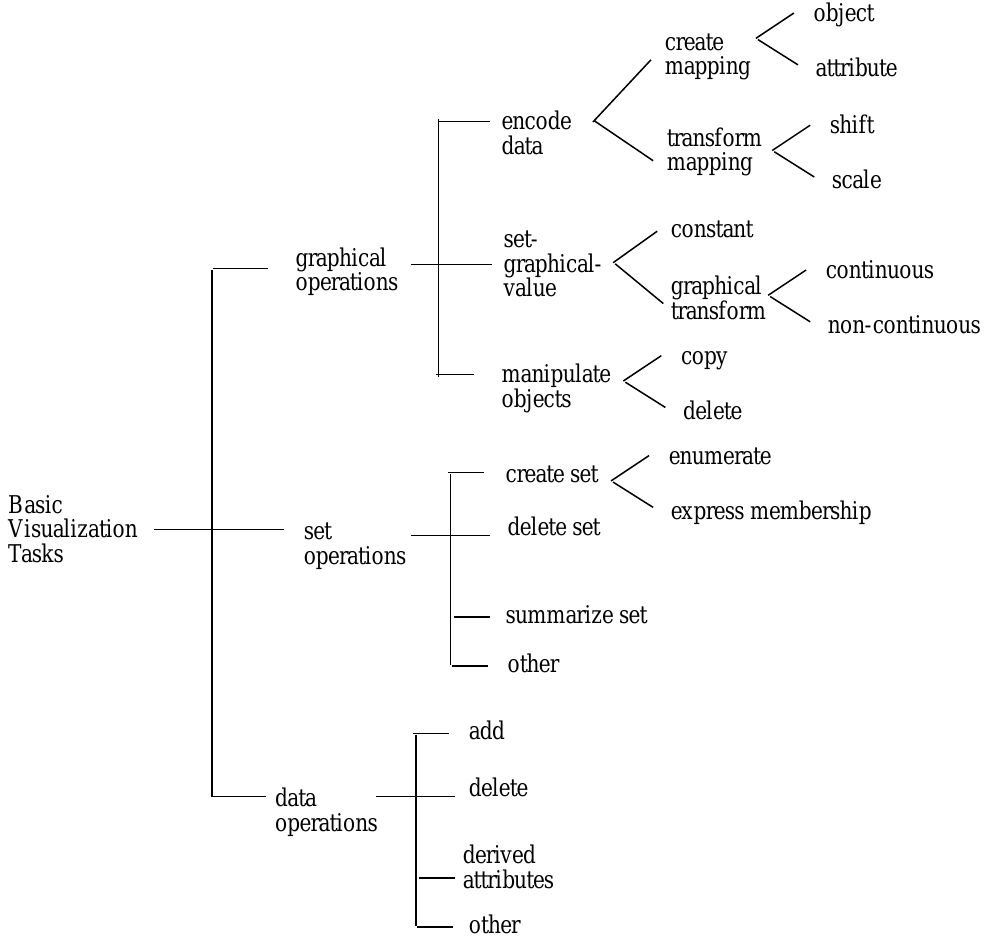 object
create
mapping
attribute
encode
data
transform
mapping
shift
scale
set-
graphical-
value
constant
graphical
operations
graphical
transform
continuous
non-continuous
manipulate
objects
copy
delete
create set
enumerate
express membership
Basic
Visualization
Tasks
set
operations
delete set
summarize set
other
add
data
operations
delete
derived
attributes
other